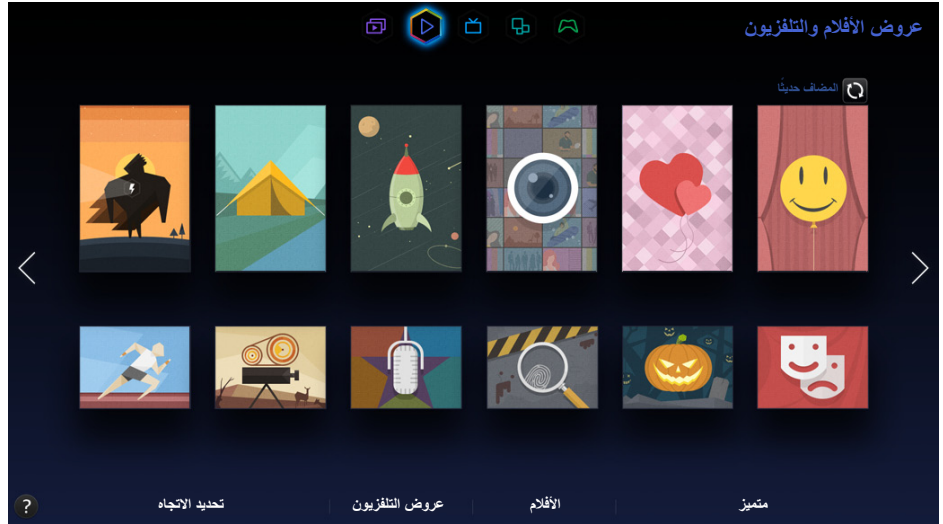 عروض الأفلام والتلفزيون
المضاف حديثًا
متميز
الأفلام
عروض التلفزيون
تحديد الاتجاه
?